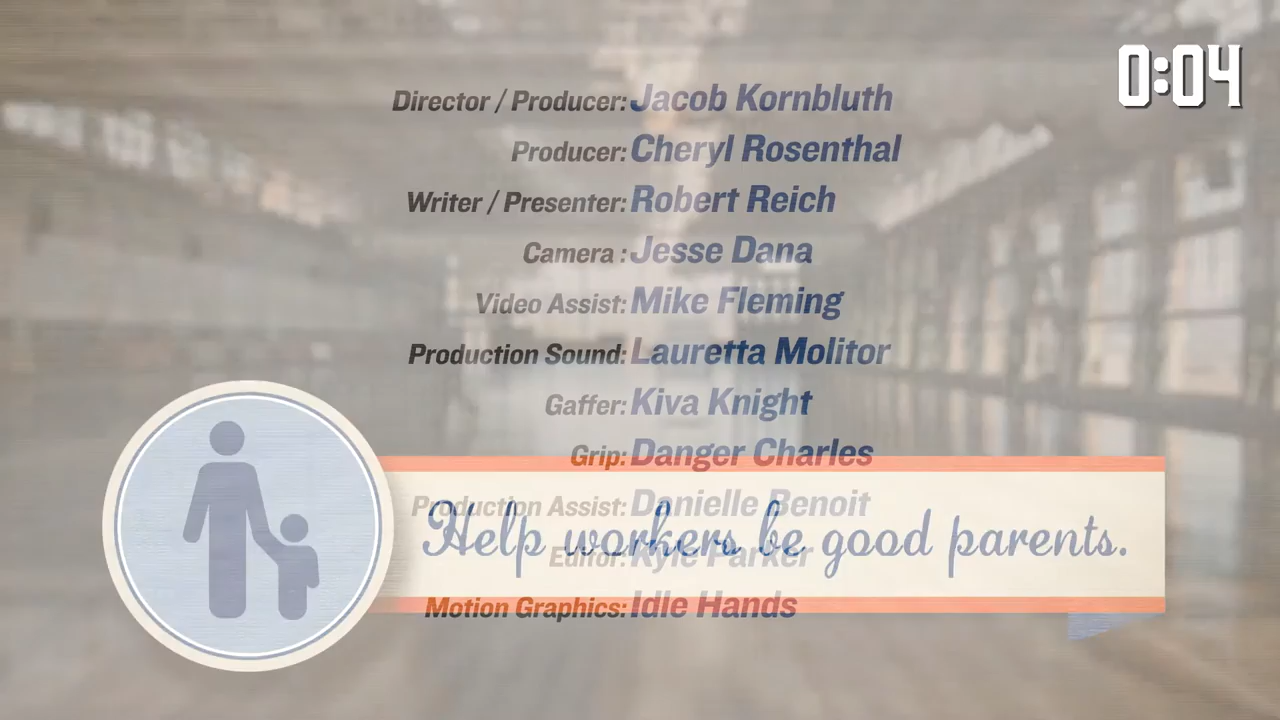 0:04
Director / Producer: Jacob Kornbluth
Producer: Cheryl Rosenthal
Writer / Presenter: Robert Reich
Camera : Jesse Dana
Video Assist: Mike Fleming
Production Sound: Lauretta Molitor
Gaffer: Kiva Knight
Grip: Danger Charles
Production Assist: Danielle Benoit
Help workers be good parents.
Editor: Kyle Parker
Motion Graphics: Idle Hands